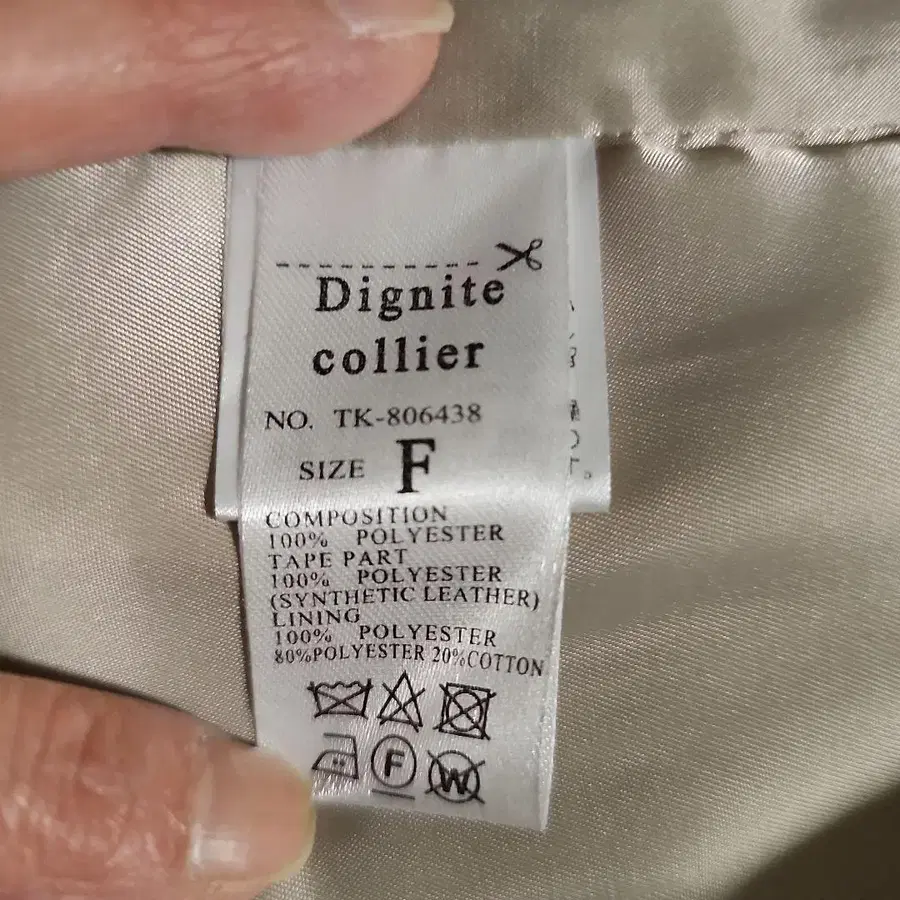 Dignite
collier
NO. TK-806438
SIZE F
COMPOSITION
100% POLYESTER
TAPE PART
100% POLYESTER
(SYNTHETIC LEATHER)
LINING
100% POLYESTER
80%POLYESTER 20%COTTON
F
W